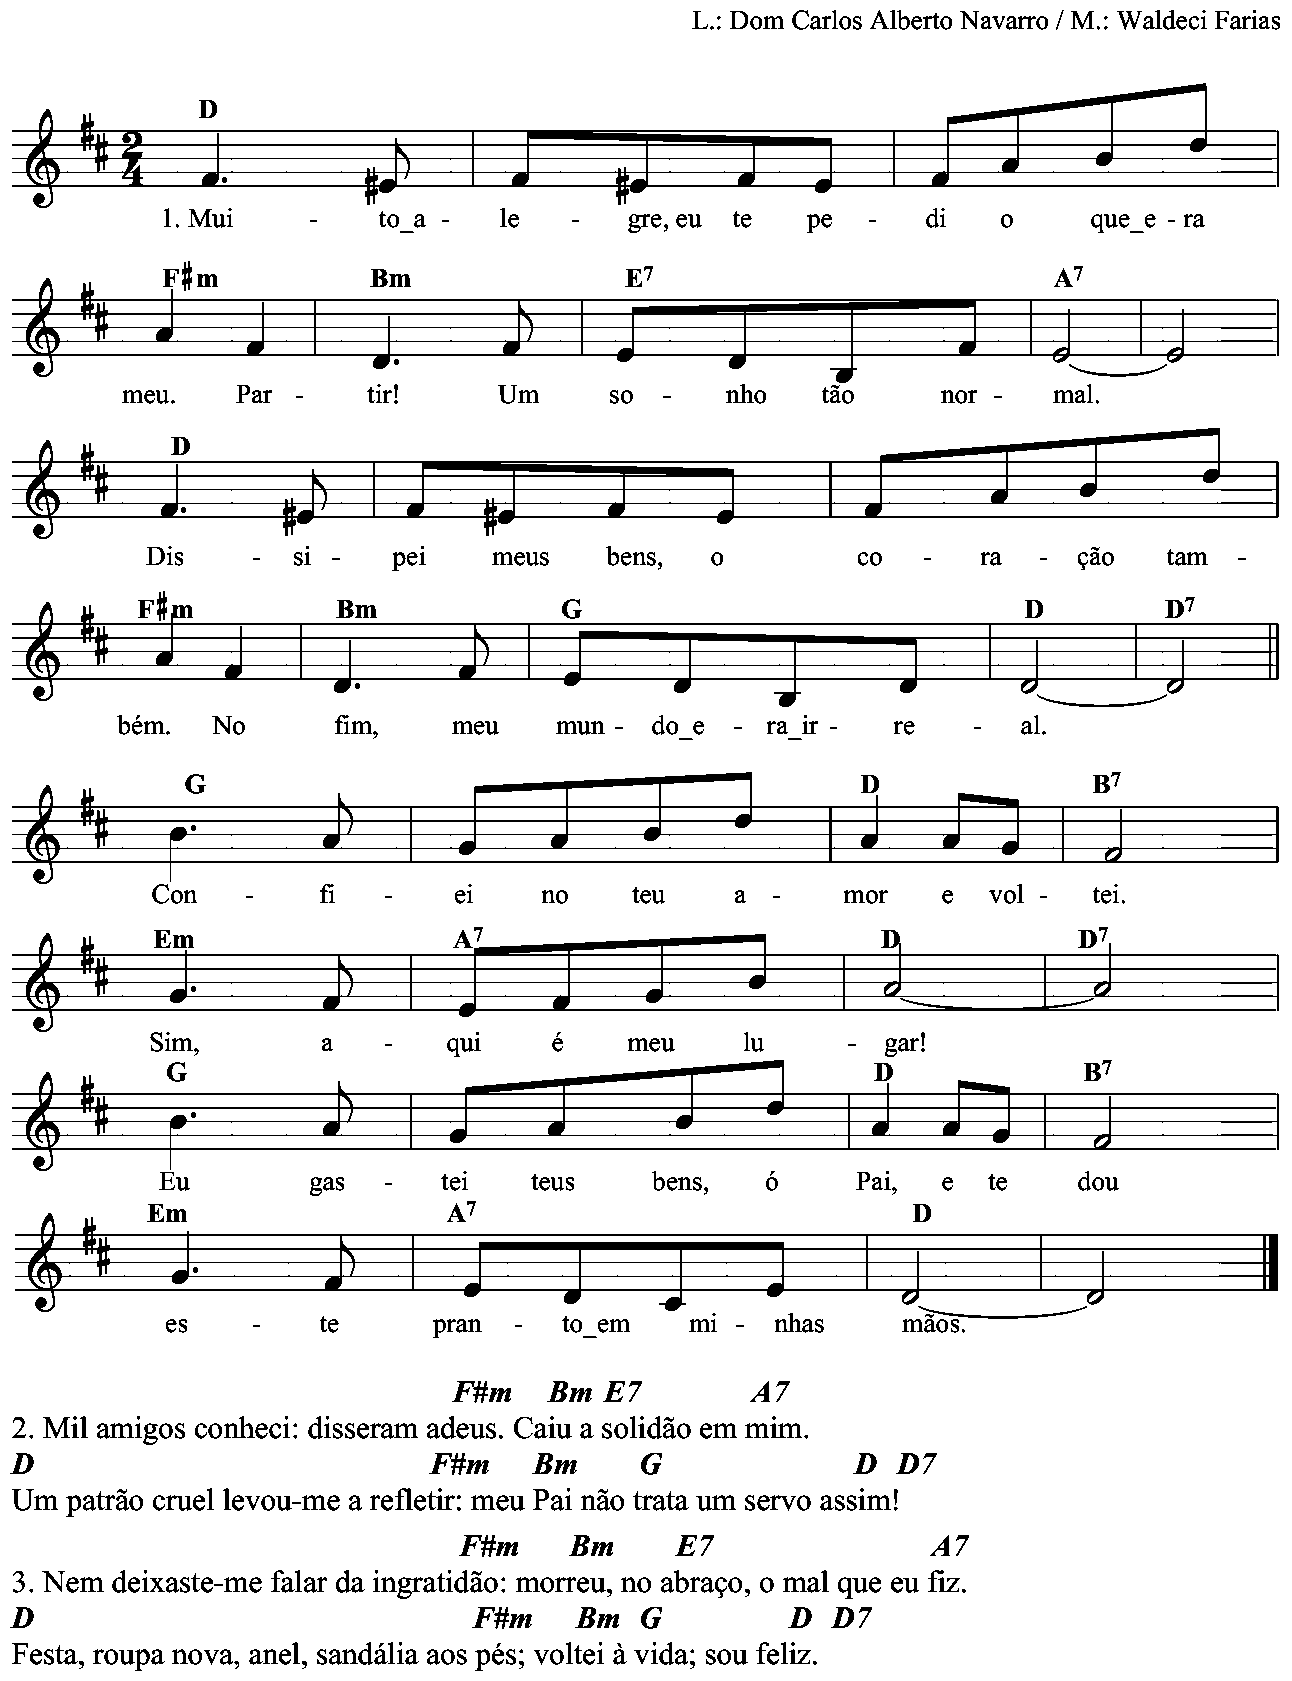 L.: Dom Carlos Alberto Navarro / M.: Waldeci Farias
D
2
4
1. Mui - to_a - le - gre, eu te pe - di o que_e - ra
F#m Bm E7 A7
meu. Par - tir! Um so - nho tão nor - mal.
D
Dis - si - pei meus bens, o co - ra - ção tam -
F#m Bm G D D7
bém. No fim, meu mun - do_e - ra_ir - re - al.
G D B7
Con - fi - ei no teu a - mor e vol - tei.
Em A7 D D7
Sim, a - qui é meu lu - gar!
G D B7
Eu gas - tei teus bens, ó Pai, e te dou
Em A7 D
es - te pran - to_em mi - nhas mãos.
F#m Bm E7 A7
2. Mil amigos conheci: disseram adeus. Caiu a solidão em mim.
D F#m Bm G D D7
Um patrão cruel levou-me a refletir: meu Pai não trata um servo assim!
F#m Bm E7 A7
3. Nem deixaste-me falar da ingratidão: morreu, no abraço, o mal que eu fiz.
D F#m Bm G D D7
Festa, roupa nova, anel, sandália aos pés; voltei à vida; sou feliz.